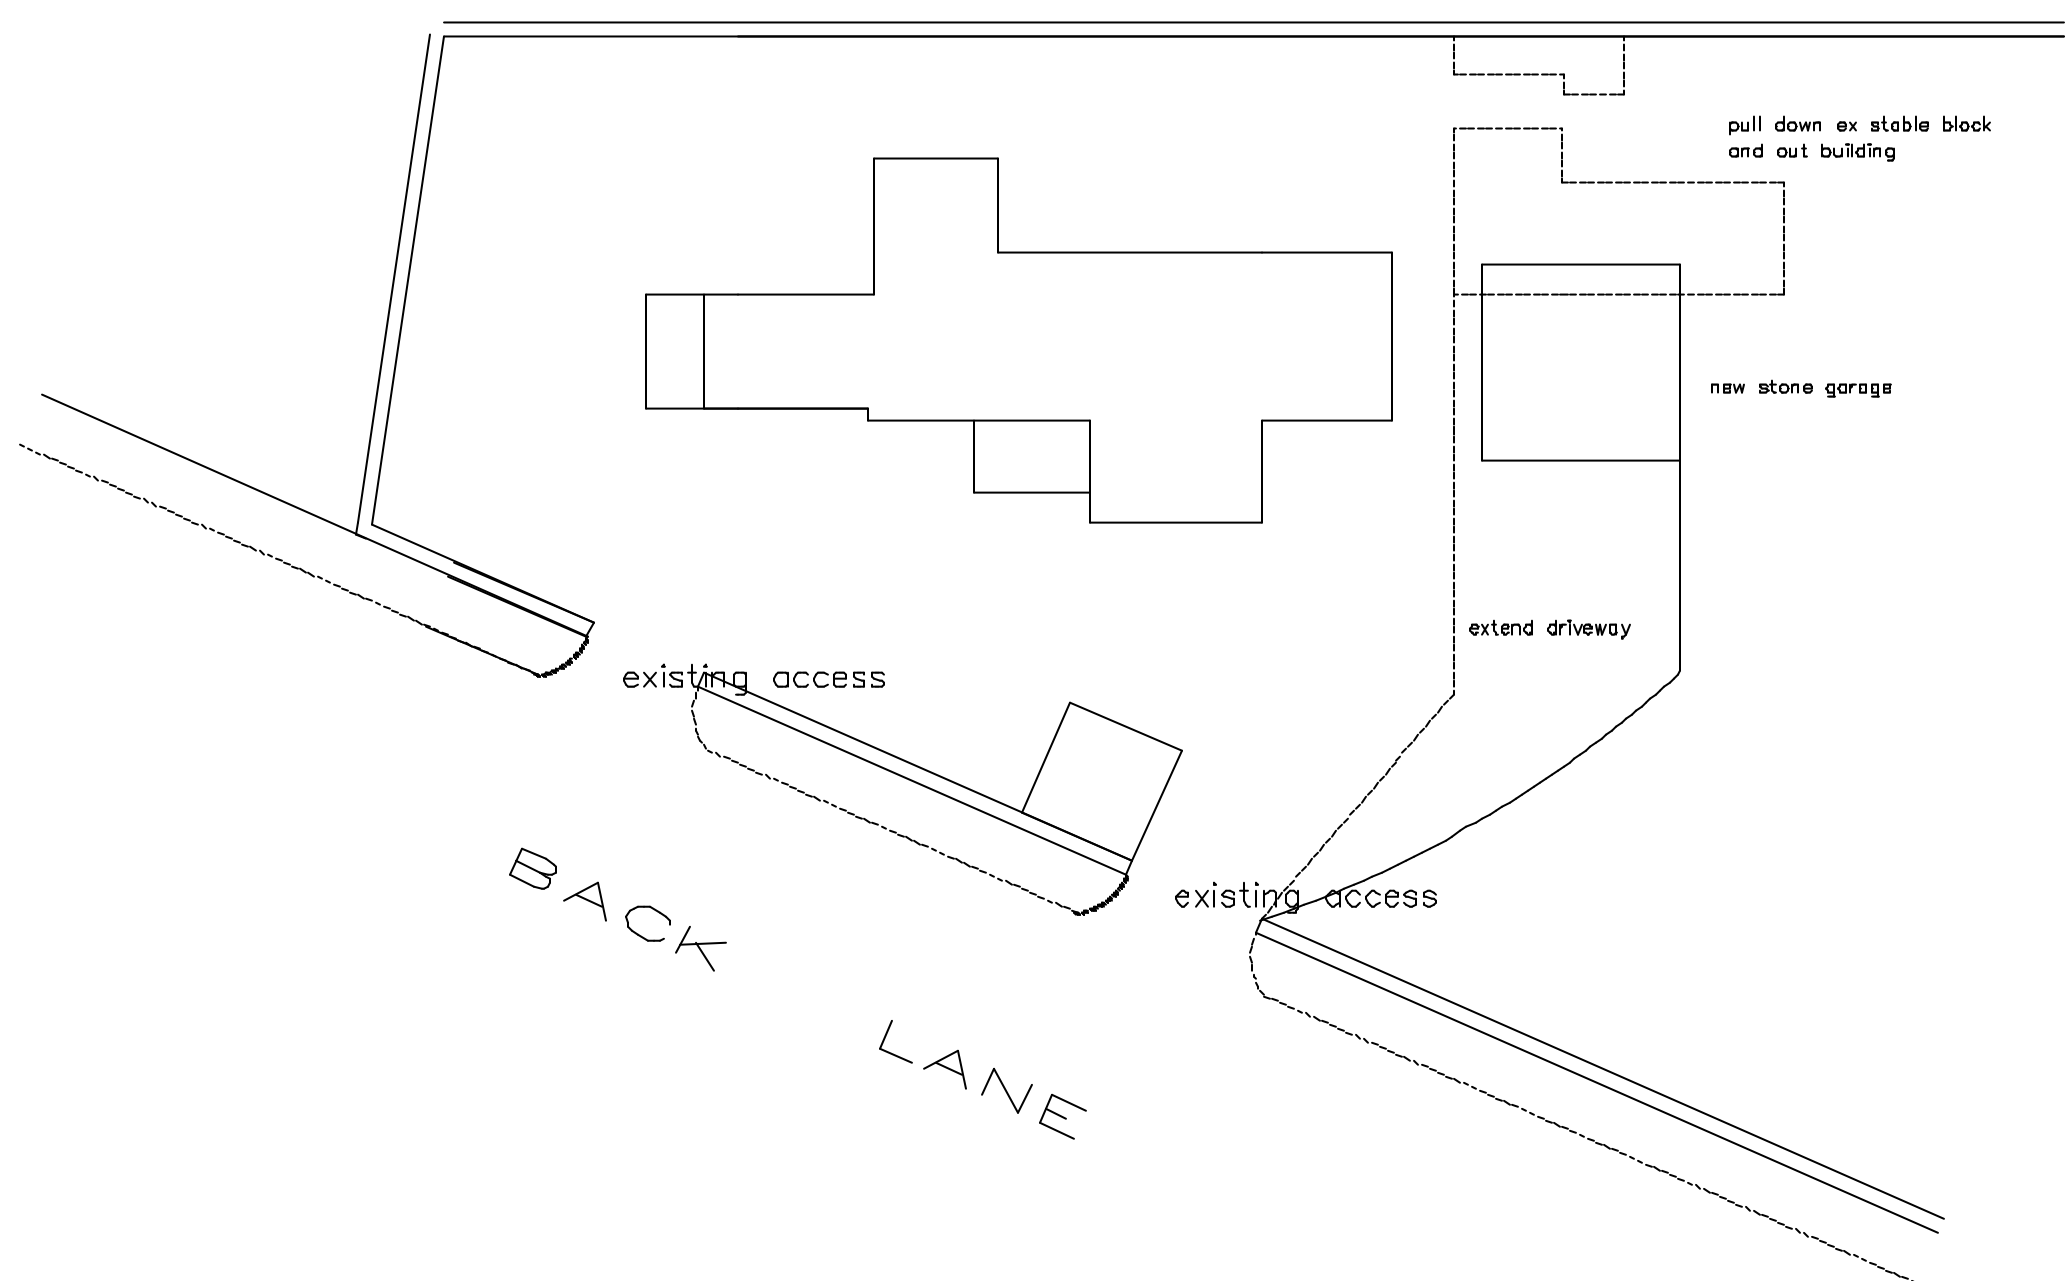 pull down ex stable block
and out building
new stone garage
extend driveway
existing access
existing access
BACK LANE